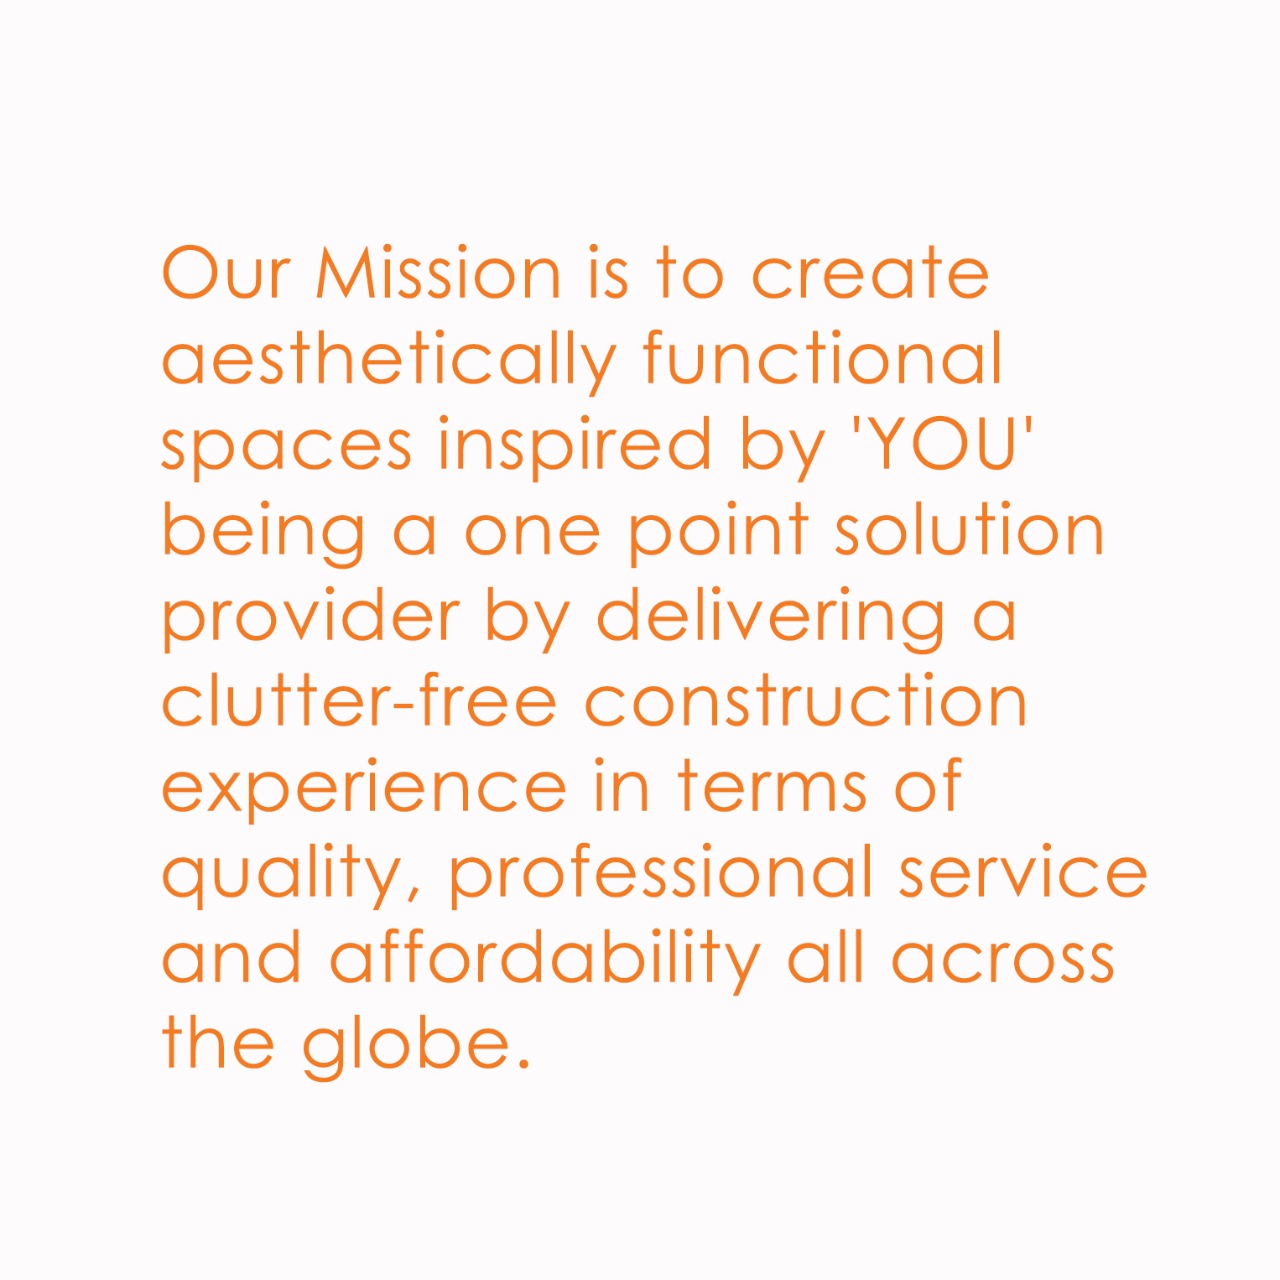 Our Mission is to create
aesthetically functional
spaces inspired by 'YOU'
being a one point solution
provider by delivering a
clutter-free construction
experience in terms of
quality, professional service
and affordability all across
the globe.